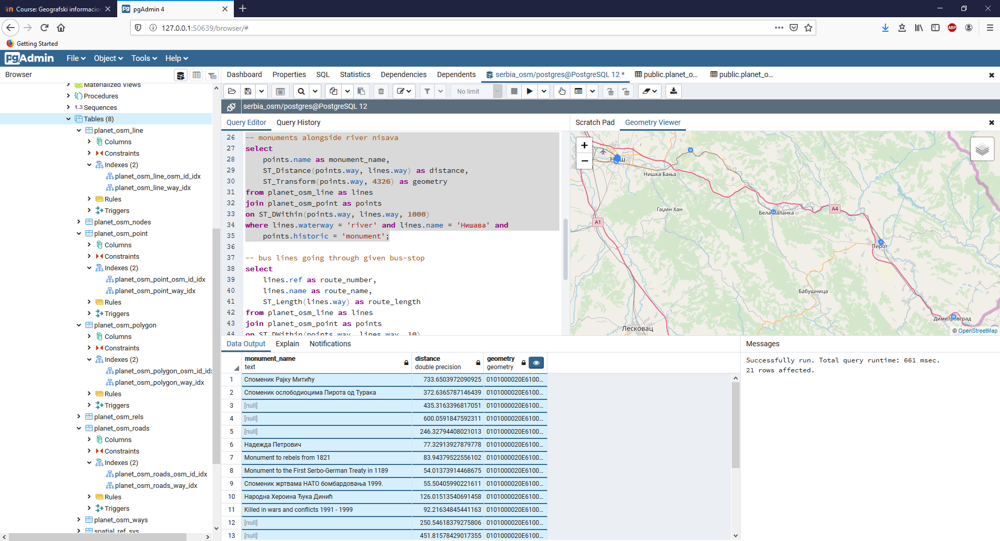 Course: Geografski informacion
pgAdmin 4
127.0.0.1:50639/browser/#
ABP
Getting Started
pgAdmin
File
Object
Tools
Help
Browser
Dashboard
Properties
SQL
Statistics
Dependencies
Dependents
serbia_osm/postgres@PostgreSQL 12 *
public.planet_o...
public.planet_o...
No limit
serbia_osm/postgres@PostgreSQL 12
Materialized Views
Procedures
1..3 Sequences
Tables (8)
planet_osm_line
Columns
Constraints
Indexes (2)
planet_osm_line_osm_id_idx
planet_osm_line_way_idx
Rules
Triggers
planet_osm_nodes
planet_osm_point
Columns
Constraints
Indexes (2)
planet_osm_point_osm_id_idx
planet_osm_point_way_idx
Rules
Triggers
planet_osm_polygon
Columns
Constraints
Indexes (2)
planet_osm_polygon_osm_id_idx
planet_osm_polygon_way_idx
Rules
Triggers
planet_osm_rels
planet_osm_roads
Columns
Constraints
Indexes (2)
planet_osm_roads_osm_id_idx
planet_osm_roads_way_idx
Rules
Triggers
planet_osm_ways
spatial_ref_sys
Query Editor
Query History
26 -- monuments alongside river nisava
27 select
28 points.name as monument_name,
29 ST_Distance(points.way, lines.way) as distance,
30 ST_Transform(points.way, 4326) as geometry
31 from planet_osm_line as lines
32 join planet_osm_point as points
33 on ST_DWithin(points.way, lines.way, 1000)
34 where lines.waterway = 'river' and lines.name = 'Нишава' and
35 points.historic = 'monument';
36
37 -- bus lines going through given bus-stop
38 select
39 lines.ref as route_number,
40 lines.name as route_name,
41 ST_Length(lines.way) as route_length
42 from planet_osm_line as lines
43 join planet_osm_point as points
44 on ST_DWithin(points.way, lines.way, 10)
Scratch Pad
Geometry Viewer
+
−
Ниш
Нишка Бања
Гаџин Хан
Бела Паланка
A4
A1
Пирот
Бабушница
Димитровград
Лесковац
© OpenStreetMap
Data Output
Explain
Notifications
monument_name
text
distance
double precision
geometry
geometry
1 Споменик Рајку Митићу 733.6503972090925 0101000020E6100...
2 Споменик ослободиоцима Пирота од Турака 372.6365787146439 0101000020E6100...
3 [null] 435.3163396817051 0101000020E6100...
4 [null] 600.0591847592311 0101000020E6100...
5 [null] 246.32794408021013 0101000020E6100...
6 Надежда Петрович 77.32913927879778 0101000020E6100...
7 Monument to rebels from 1821 83.94379522556102 0101000020E6100...
8 Monument to the First Serbo-German Treaty in 1189 54.01373914468675 0101000020E6100...
9 Споменик жртвама НАТО бомбардовања 1999. 55.50405990221611 0101000020E6100...
10 Народна Хероина Ђука Динић 126.01513540691458 0101000020E6100...
11 Killed in wars and conflicts 1991 - 1999 92.21634845441163 0101000020E6100...
12 [null] 250.54618379275806 0101000020E6100...
13 [null] 451.81578429017355 0101000020E6100...
Messages
Successfully run. Total query runtime: 661 msec.
21 rows affected.